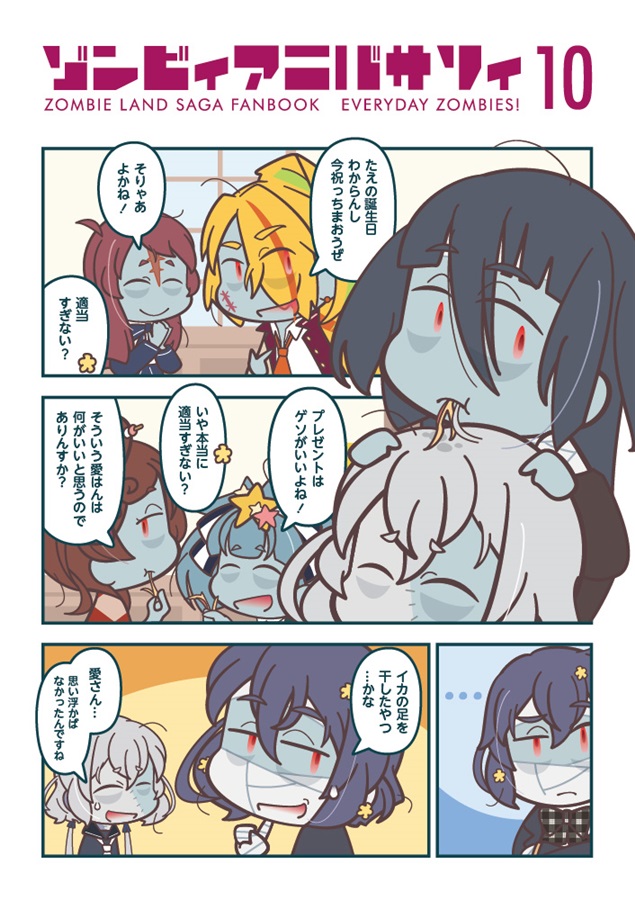 ゾンビィアニバサリィ 10
ZOMBIE LAND SAGA FANBOOK EVERYDAY ZOMBIES!
たえの誕生日
わからんし
今祝っちまおうぜ
そりゃあ
よかね!
適当
すぎない?
プレゼントは
ゲソがいいよね!
いや本当に
適当すぎない?
そういう愛はんは
何がいいと思うので
ありんすか?
…
イカの足を
干したやつ
…かな
愛さん…
思い浮かば
なかったんですね